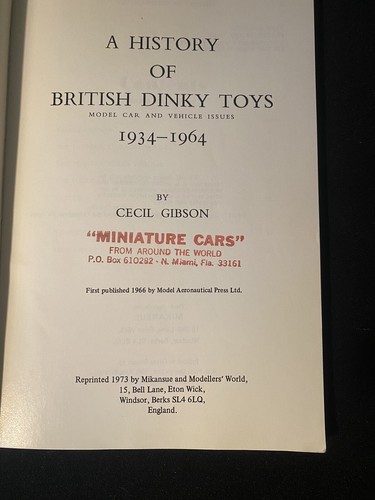 A HISTORY
OF
BRITISH DINKY TOYS
MODEL CAR AND VEHICLE ISSUES
1934–1964
BY
CECIL GIBSON
"MINIATURE CARS"
FROM AROUND THE WORLD
P.O. Box 610282 - N. Miami, Fla. 33161
First published 1966 by Model Aeronautical Press Ltd.
Reprinted 1973 by Mikansue and Modellers' World,
15, Bell Lane, Eton Wick,
Windsor, Berks SL4 6LQ,
England.